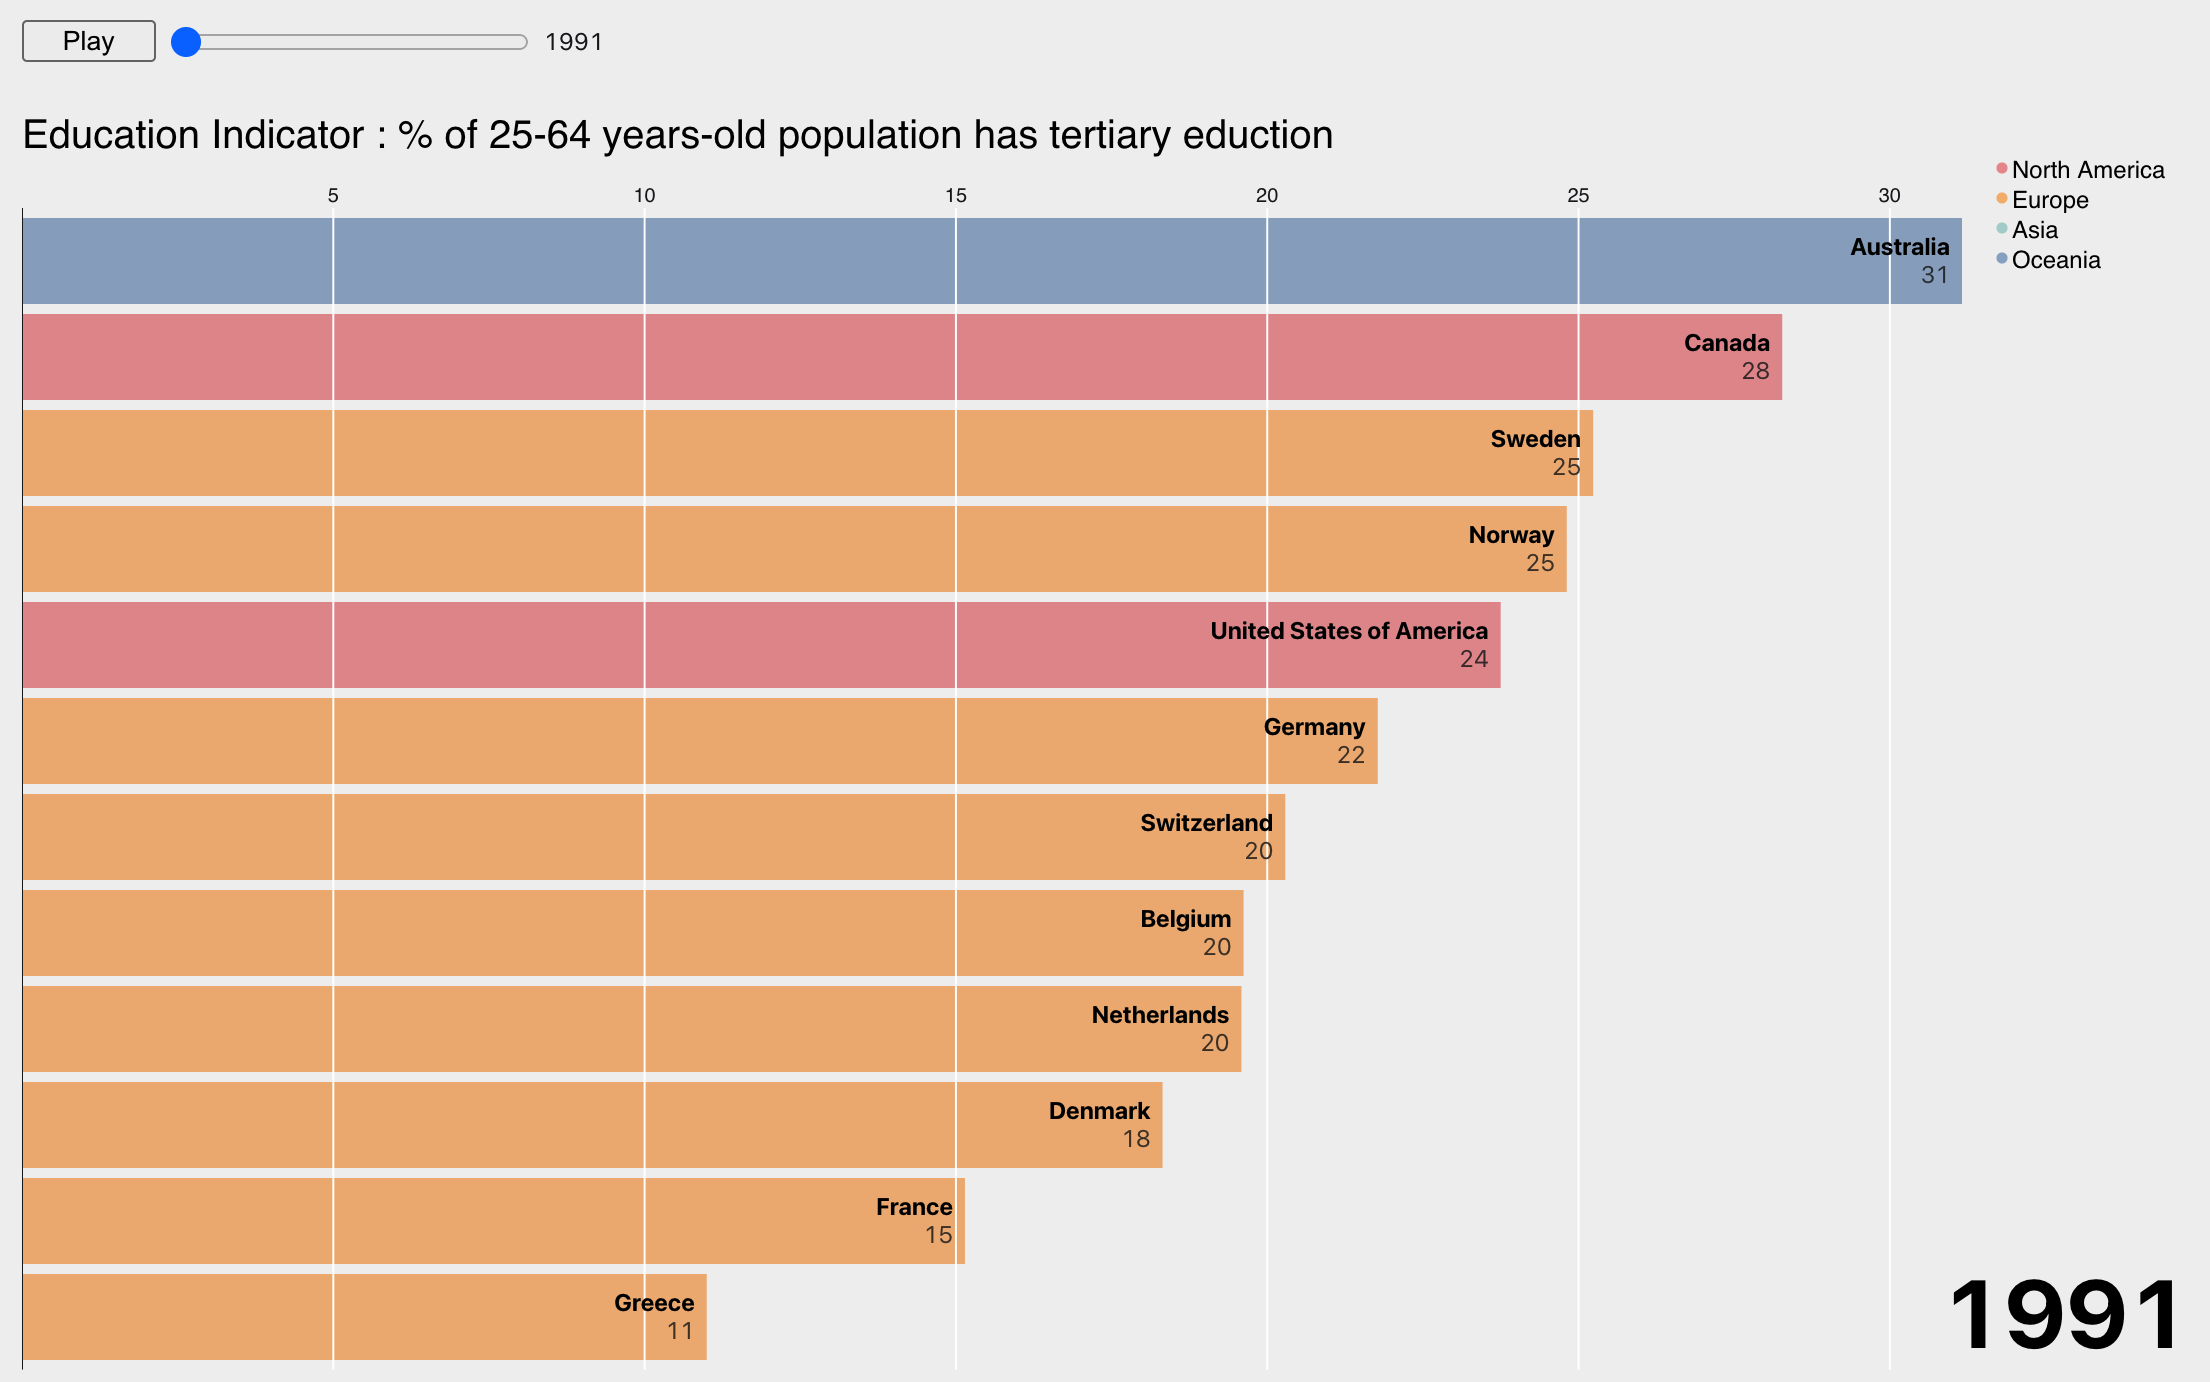 Play 1991
Education Indicator : % of 25-64 years-old population has tertiary eduction
North America
Europe
Asia
Oceania
5 10 15 20 25 30
Australia
31
Canada
28
Sweden
25
Norway
25
United States of America
24
Germany
22
Switzerland
20
Belgium
20
Netherlands
20
Denmark
18
France
15
Greece
11
1991